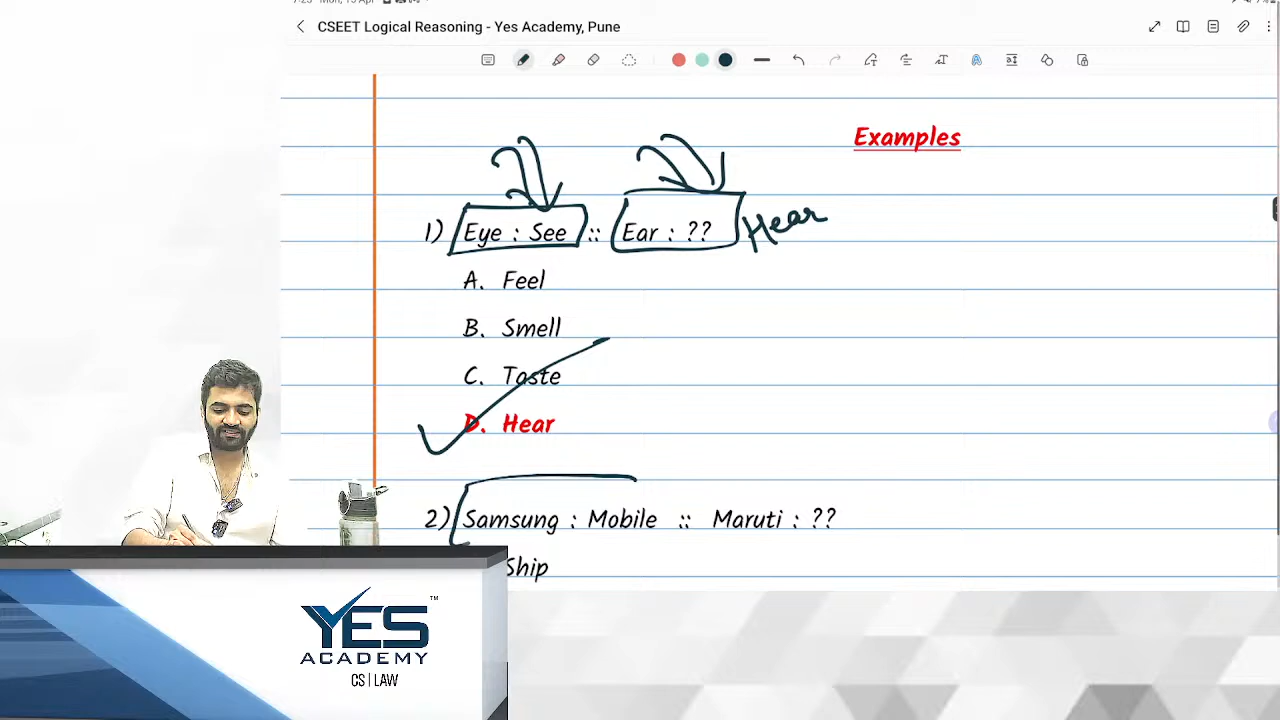 CSEET Logical Reasoning - Yes Academy, Pune
Examples
1) Eye : See :: Ear : ?? Hear
A. Feel
B. Smell
C. Taste
D. Hear
2) Samsung : Mobile :: Maruti : ??
Ship
YES™
ACADEMY
CS | LAW